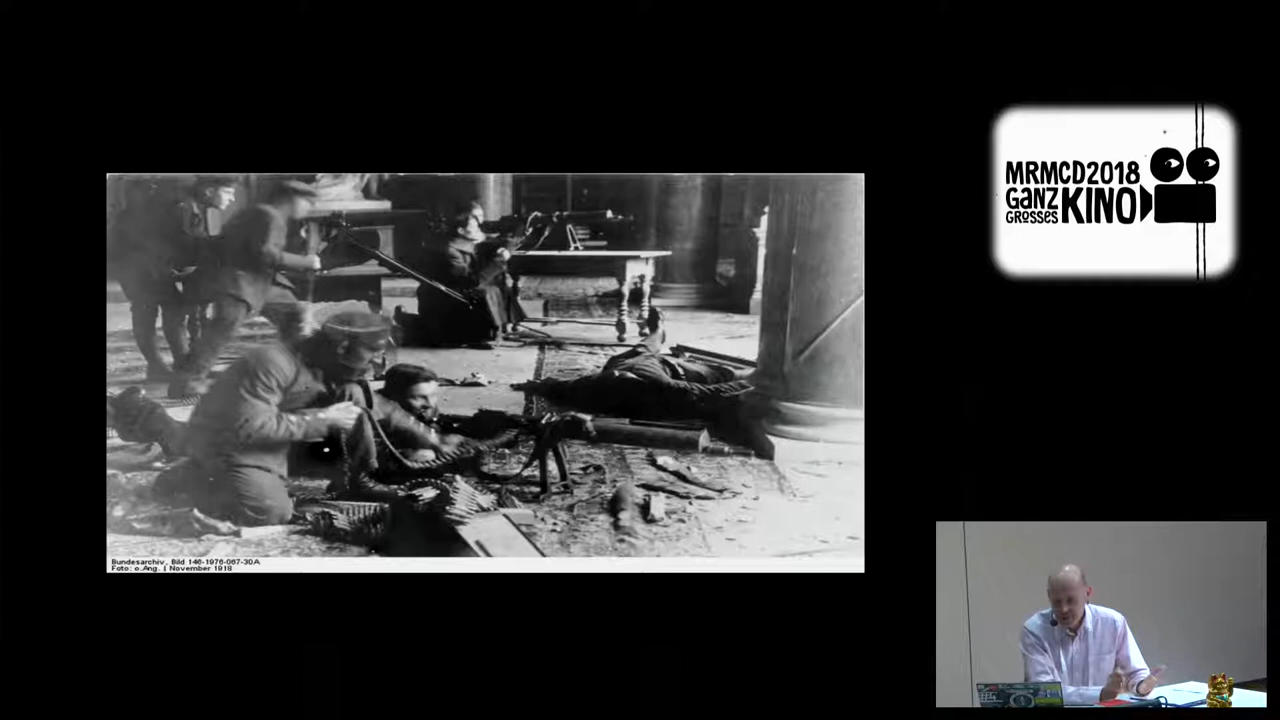 MRMCD2018
GANZ
GROSSES
KINO
Bundesarchiv, Bild 146-1976-067-30A
Foto: o.Ang. | November 1918